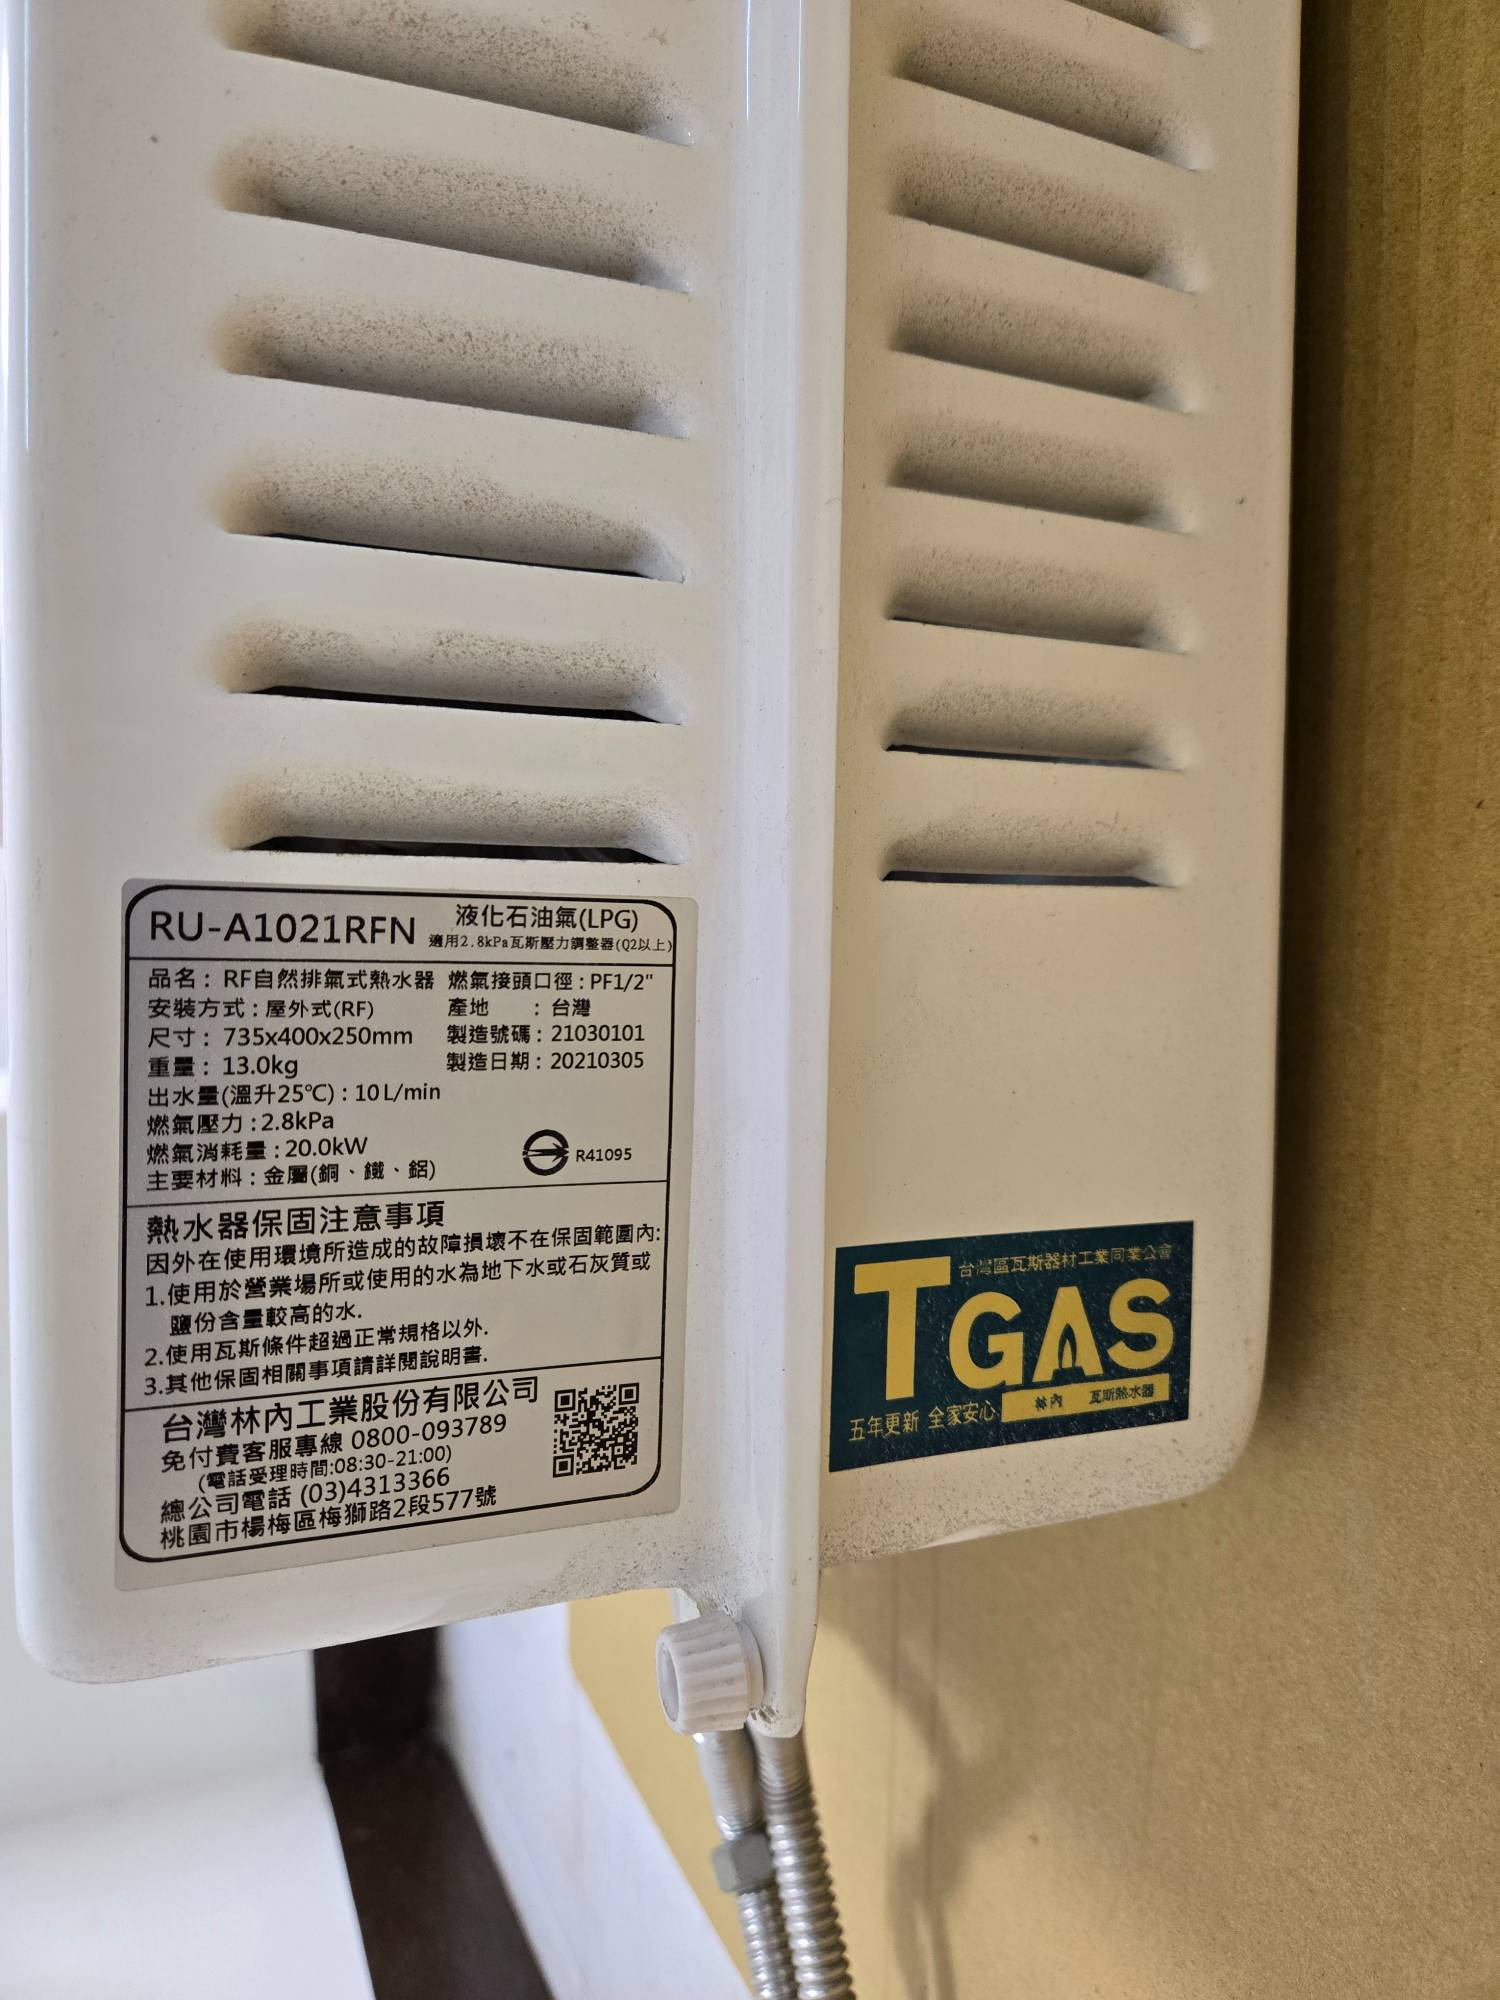 RU-A1021RFN 液化石油氣(LPG)
適用2.8kPa瓦斯壓力調整器(Q2以上)
品名：RF自然排氣式熱水器 燃氣接頭口徑：PF1/2"
安裝方式：屋外式(RF) 產地 ：台灣
尺寸：735x400x250mm 製造號碼：21030101
重量：13.0kg 製造日期：20210305
出水量(溫升25℃)：10L/min
燃氣壓力：2.8kPa
燃氣消耗量：20.0kW
主要材料：金屬(銅、鐵、鋁)
R41095
熱水器保固注意事項
因外在使用環境所造成的故障損壞不在保固範圍內:
1.使用於營業場所或使用的水為地下水或石灰質或
鹽份含量較高的水.
2.使用瓦斯條件超過正常規格以外.
3.其他保固相關事項請詳閱說明書.
台灣林內工業股份有限公司
免付費客服專線 0800-093789
(電話受理時間:08:30-21:00)
總公司電話 (03)4313366
桃園市楊梅區梅獅路2段577號
台灣區瓦斯器材工業同業公會
TGAS
林內 瓦斯熱水器
五年更新 全家安心